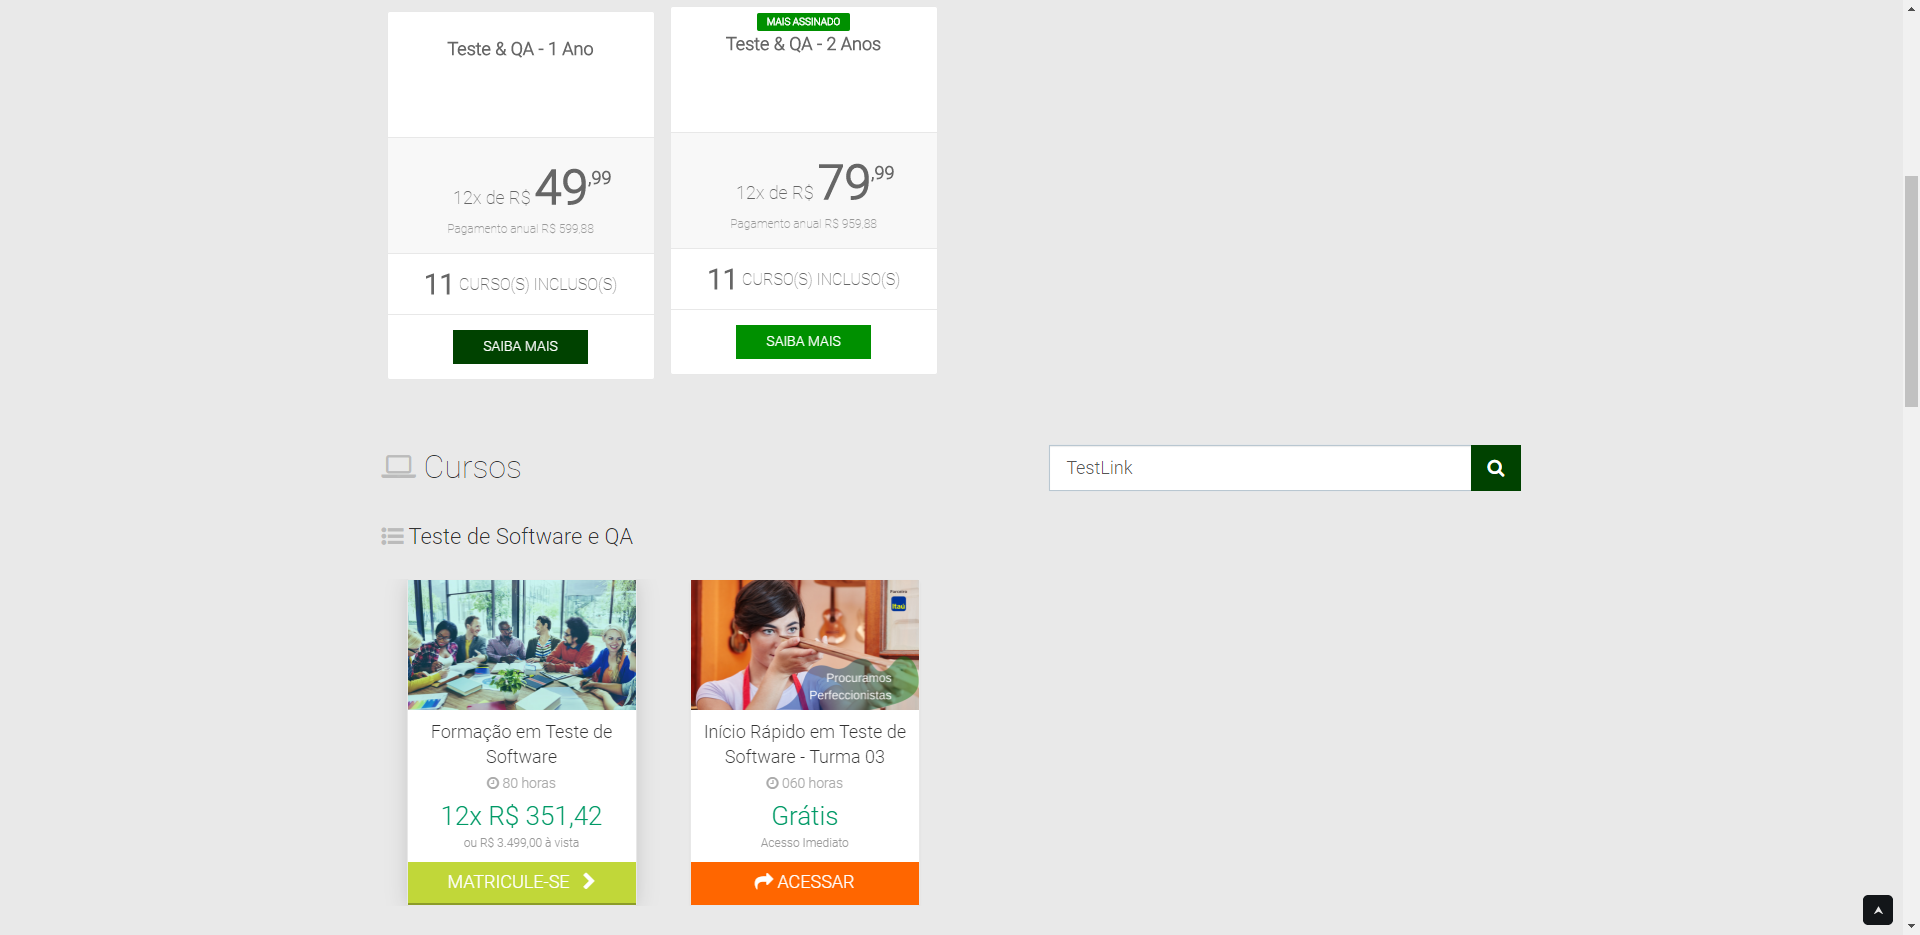 Teste & QA - 1 Ano
12x de R$ 49,99
Pagamento anual R$ 599,88
11 CURSO(S) INCLUSO(S)
SAIBA MAIS
MAIS ASSINADO
Teste & QA - 2 Anos
12x de R$ 79,99
Pagamento anual R$ 959,88
11 CURSO(S) INCLUSO(S)
SAIBA MAIS
Cursos
TestLink
Teste de Software e QA
Formação em Teste de
Software
80 horas
12x R$ 351,42
ou R$ 3.499,00 à vista
MATRICULE-SE
Parceiro
Itaú
Procuramos
Perfeccionistas
Início Rápido em Teste de
Software - Turma 03
060 horas
Grátis
Acesso Imediato
ACESSAR